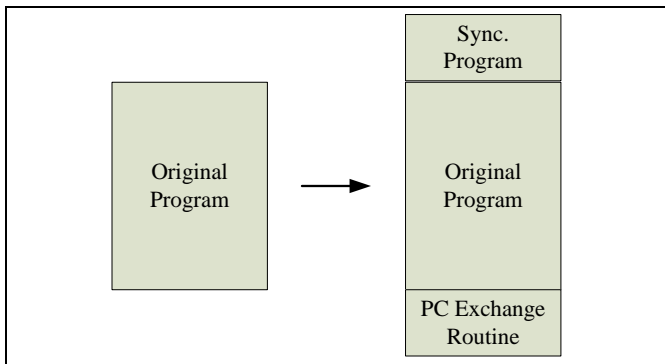 Original
Program
Sync.
Program
Original
Program
PC Exchange
Routine